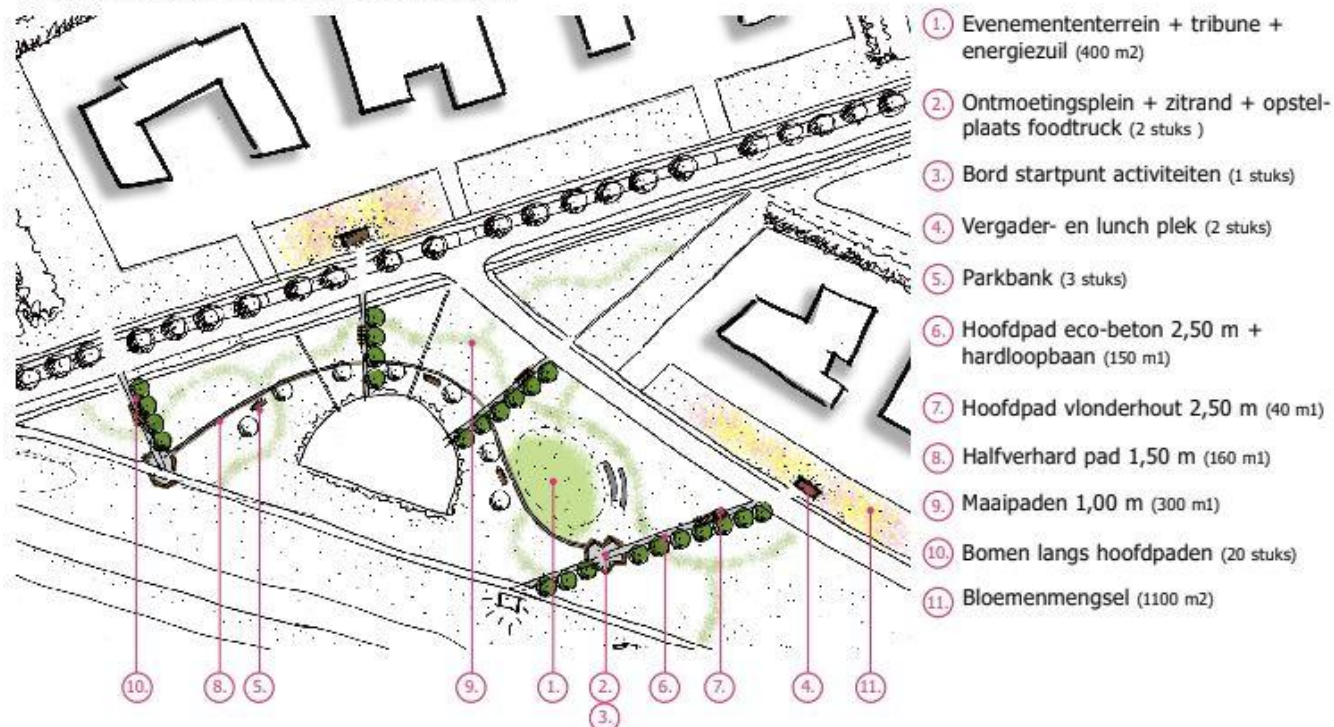 1. Evenemententerrein + tribune +
energiezuil (400 m2)
2. Ontmoetingsplein + zitrand + opstel-
plaats foodtruck (2 stuks )
3. Bord startpunt activiteiten (1 stuks)
4. Vergader- en lunch plek (2 stuks)
5. Parkbank (3 stuks)
6. Hoofdpad eco-beton 2,50 m +
hardloopbaan (150 m1)
7. Hoofdpad vlonderhout 2,50 m (40 m1)
8. Halfverhard pad 1,50 m (160 m1)
9. Maaipaden 1,00 m (300 m1)
10. Bomen langs hoofdpaden (20 stuks)
11. Bloemenmengsel (1100 m2)
10. 8. 5. 9. 1. 2. 6. 7. 4. 11.
3.